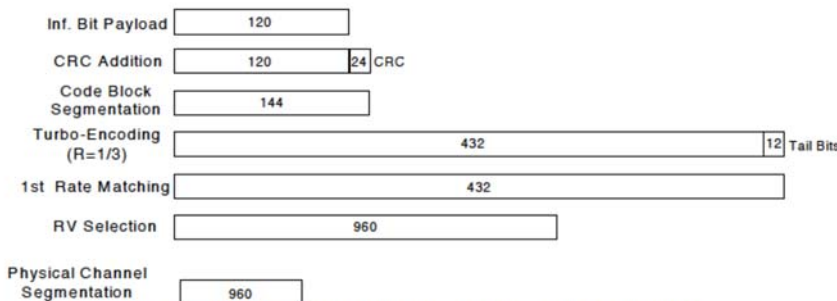 Inf. Bit Payload 120
CRC Addition 120 24 CRC
Code Block
Segmentation 144
Turbo-Encoding
(R=1/3) 432 12 Tail Bits
1st Rate Matching 432
RV Selection 960
Physical Channel
Segmentation 960